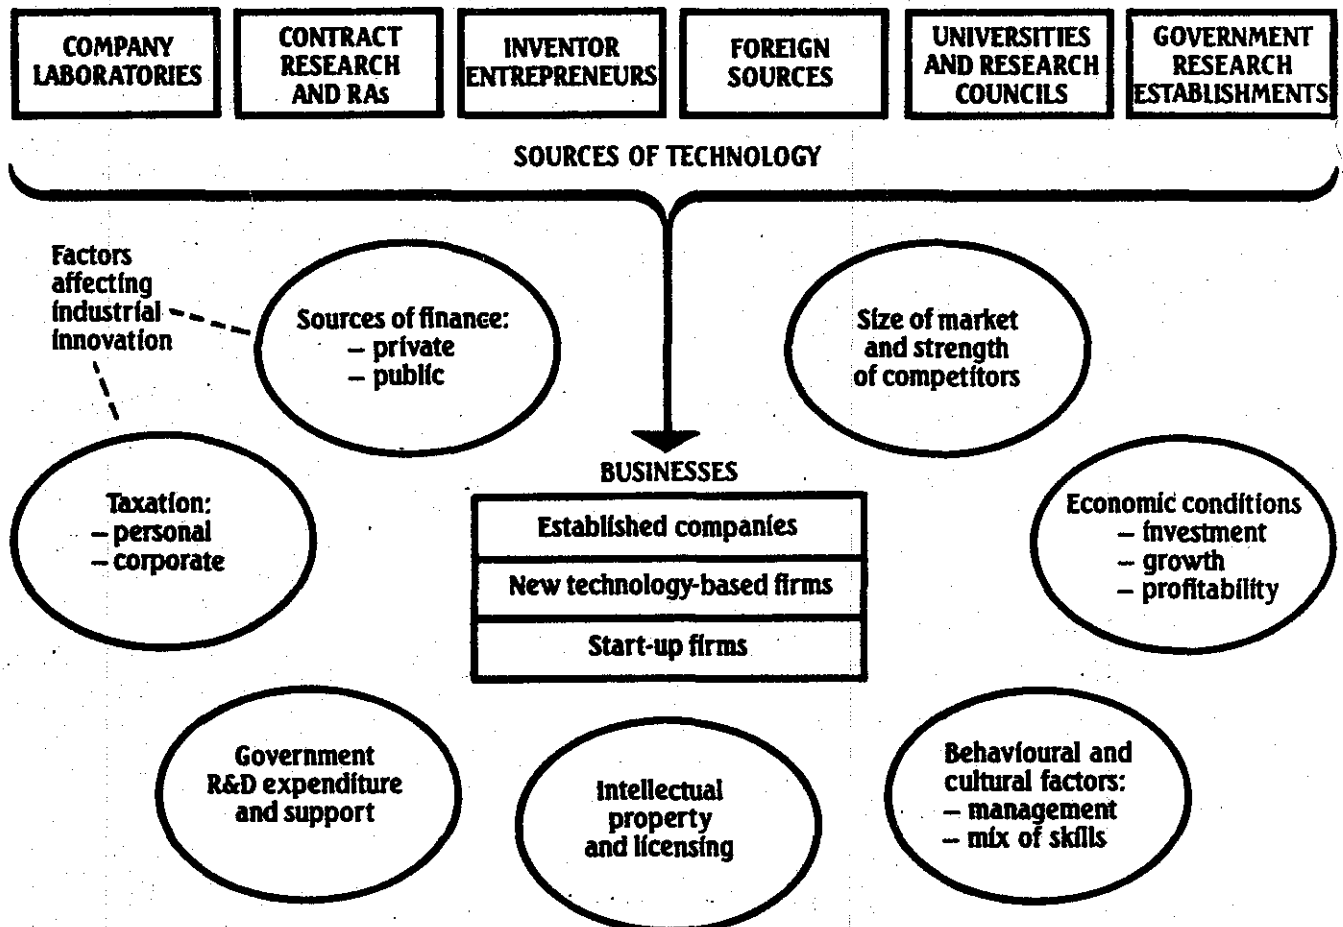 COMPANY
LABORATORIES
CONTRACT
RESEARCH
AND RAs
INVENTOR
ENTREPRENEURS
FOREIGN
SOURCES
UNIVERSITIES
AND RESEARCH
COUNCILS
GOVERNMENT
RESEARCH
ESTABLISHMENTS
SOURCES OF TECHNOLOGY
Factors
affecting
industrial
innovation
Sources of finance:
– private
– public
Size of market
and strength
of competitors
Taxation:
– personal
– corporate
BUSINESSES
Established companies
New technology-based firms
Start-up firms
Economic conditions
– investment
– growth
– profitability
Government
R&D expenditure
and support
Intellectual
property
and licensing
Behavioural and
cultural factors:
– management
– mix of skills